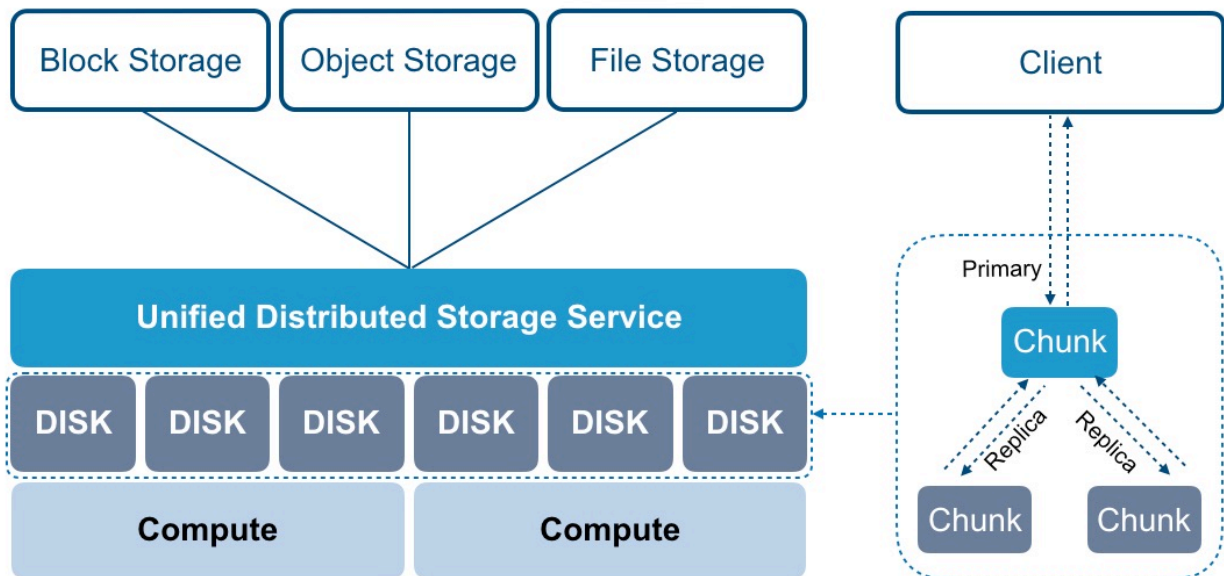 Block Storage
Object Storage
File Storage
Unified Distributed Storage Service
DISK
DISK
DISK
DISK
DISK
DISK
Compute
Compute
Client
Primary
Chunk
Replica
Replica
Chunk
Chunk